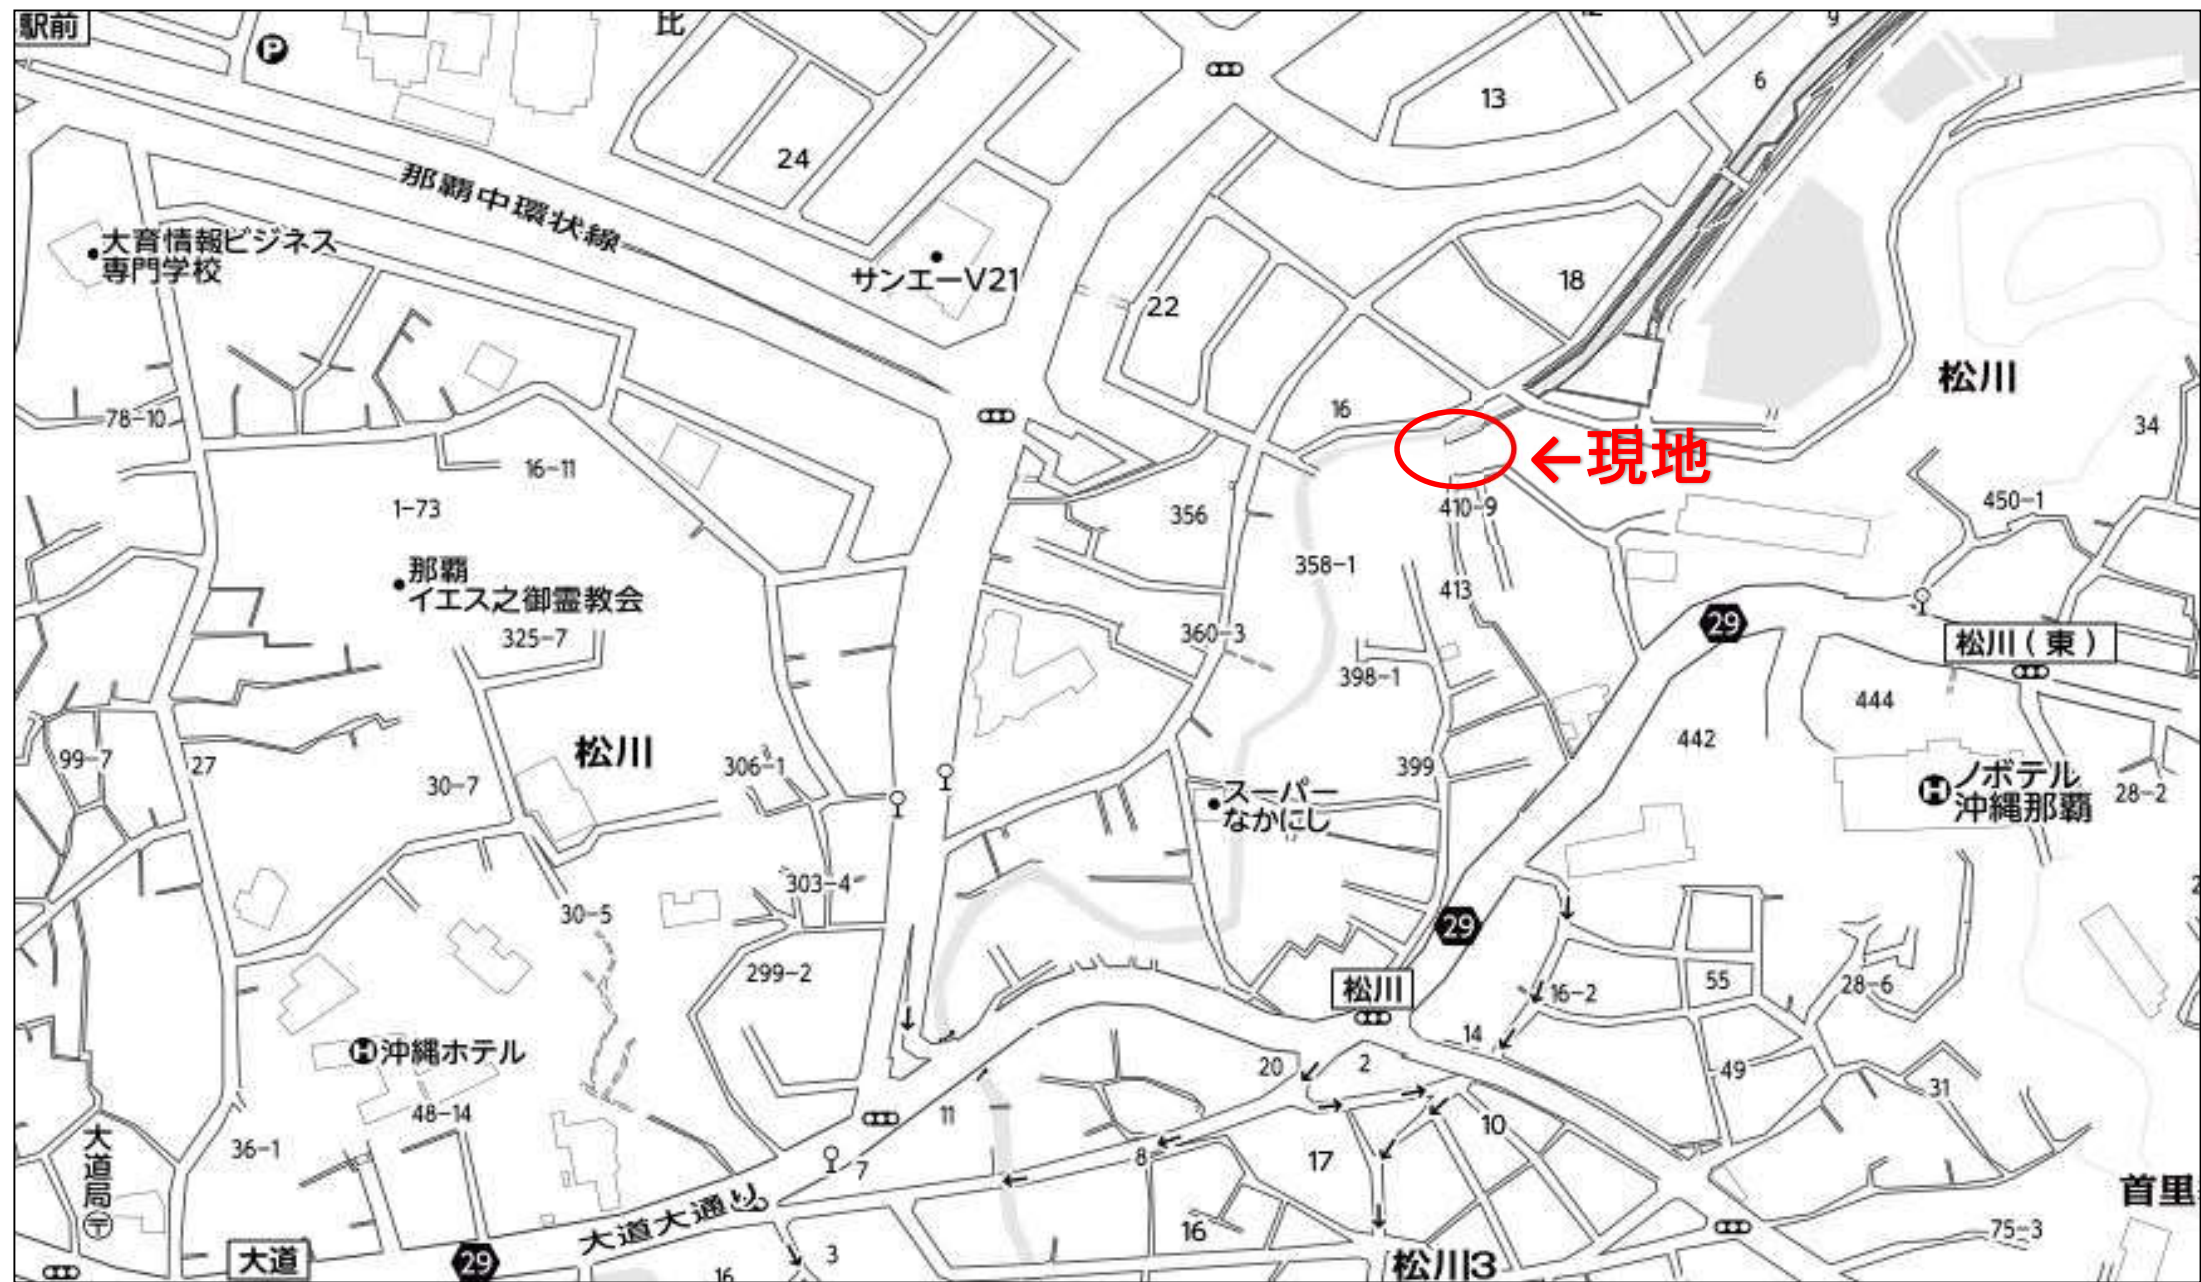 駅前
P
比
9
24
13
6
那覇中環状線
大育情報ビジネス
専門学校
サンエーV21
22
18
松川
78-10
16
34
←現地
16-11
1-73
356
410-9
450-1
358-1
那覇
イエス之御霊教会
325-7
413
29
360-3
松川(東)
398-1
444
442
松川
306-1
399
99-7
27
30-7
スーパー
なかにし
H
ノボテル
沖縄那覇
28-2
303-4
30-5
29
299-2
松川
16-2
55
28-6
14
H沖縄ホテル
20
2
49
31
48-14
11
10
36-1
大道局
〒
8
17
7
首里
大道大通り
16
75-3
大道
29
3
16
松川3